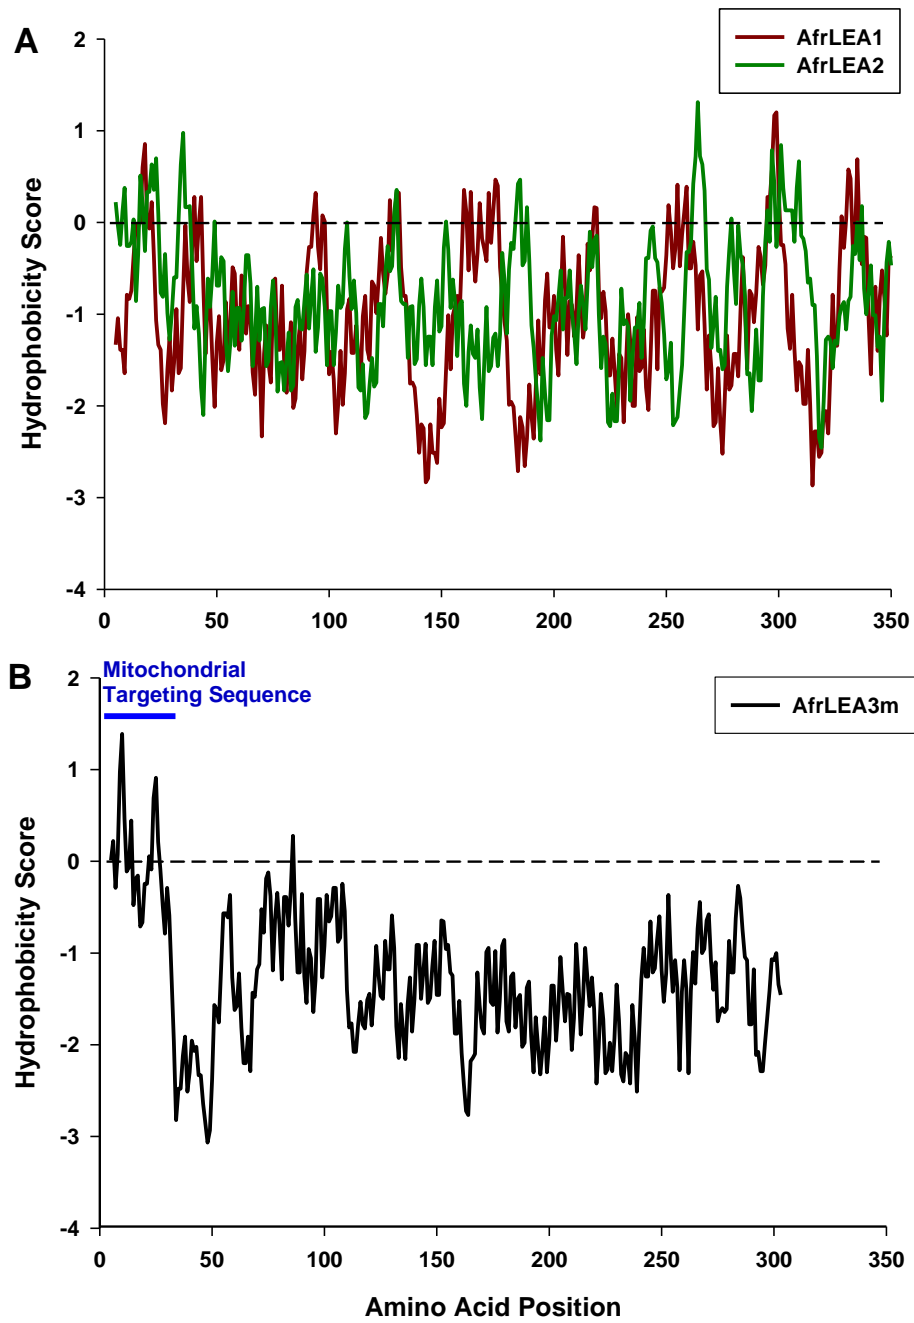 A
AfrLEA1
AfrLEA2
Hydrophobicity Score
2
1
0
-1
-2
-3
-4
0 50 100 150 200 250 300 350
B
Mitochondrial
Targeting Sequence
AfrLEA3m
Hydrophobicity Score
2
1
0
-1
-2
-3
-4
0 50 100 150 200 250 300 350
Amino Acid Position